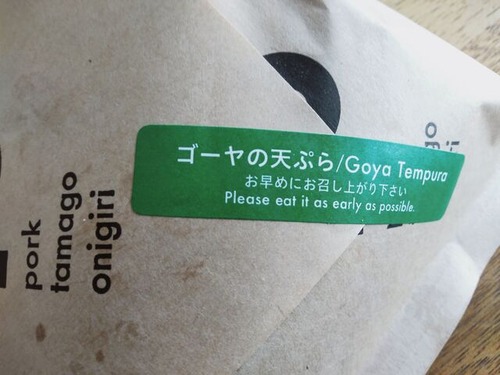 ゴーヤの天ぷら/Goya Tempura
お早めにお召し上がり下さい
Please eat it as early as possible.
pork
tamago
onigiri